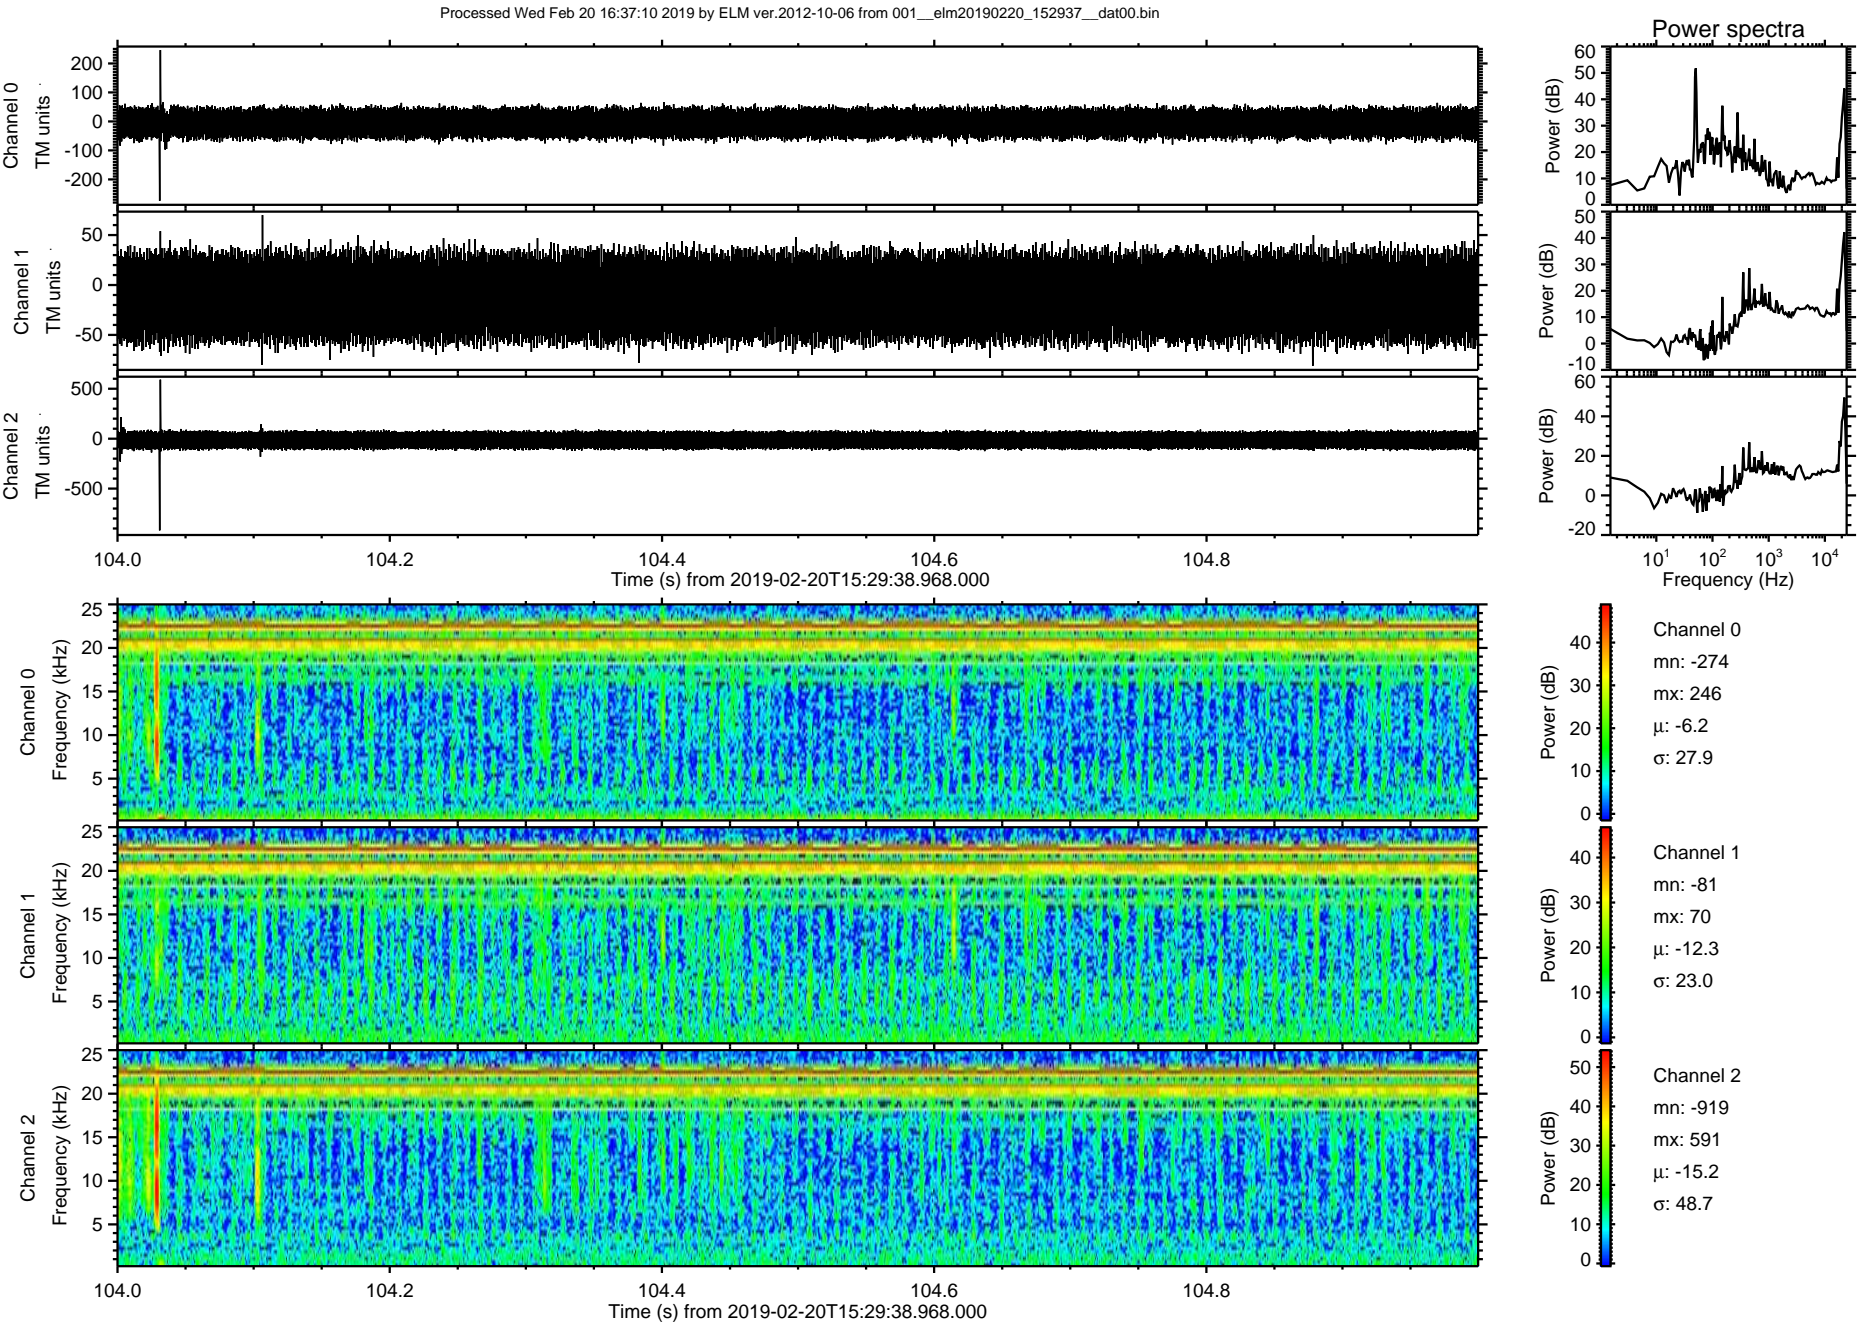 Processed Wed Feb 20 16:37:10 2019 by ELM ver.2012-10-06 from 001__elm20190220_152937__dat00.bin
Power spectra
Channel 0
TM units
200
100
0
-100
-200
Power (dB)
60
50
40
30
20
10
0
Channel 1
TM units
50
0
-50
Power (dB)
50
40
30
20
10
0
-10
Channel 2
TM units
500
0
-500
Power (dB)
60
40
20
0
-20
104.0 104.2 104.4 104.6 104.8
Time (s) from 2019-02-20T15:29:38.968.000
10¹ 10² 10³ 10⁴
Frequency (Hz)
Channel 0
Frequency (kHz)
25
20
15
10
5
Power (dB)
40
30
20
10
0
Channel 0
mn: -274
mx: 246
μ: -6.2
σ: 27.9
Channel 1
Frequency (kHz)
25
20
15
10
5
Power (dB)
40
30
20
10
0
Channel 1
mn: -81
mx: 70
μ: -12.3
σ: 23.0
Channel 2
Frequency (kHz)
25
20
15
10
5
Power (dB)
50
40
30
20
10
0
Channel 2
mn: -919
mx: 591
μ: -15.2
σ: 48.7
104.0 104.2 104.4 104.6 104.8
Time (s) from 2019-02-20T15:29:38.968.000